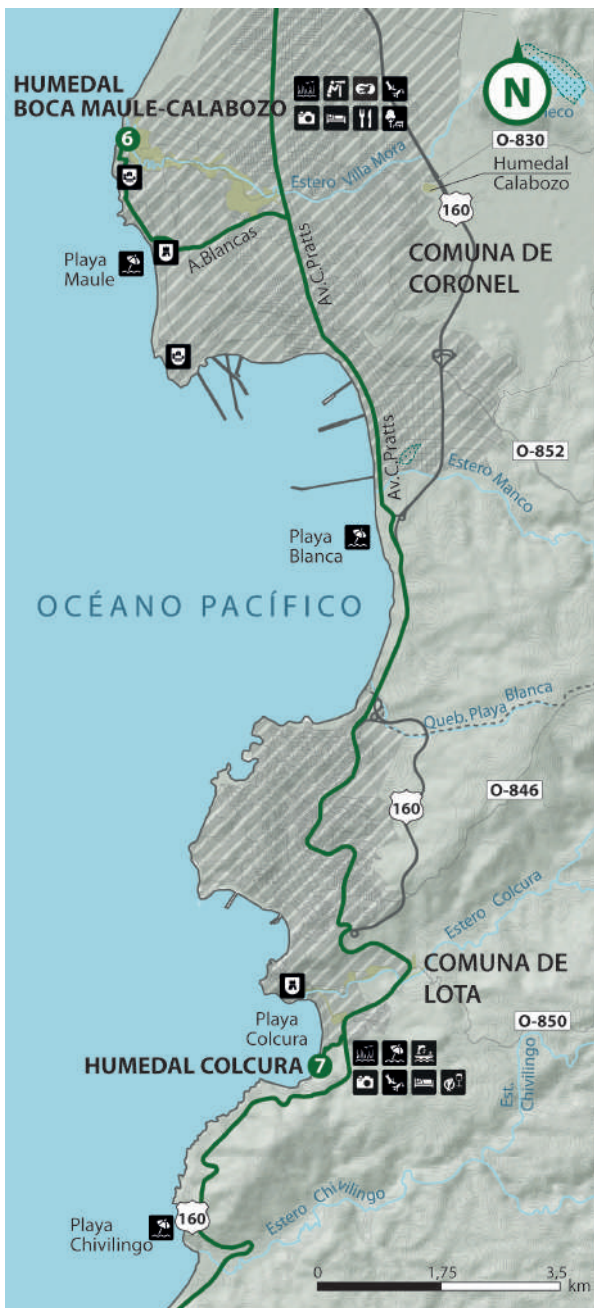 HUMEDAL
BOCA MAULE-CALABOZO
6
N
O-830
Estero Villa Mora
Humedal
Calabozo
160
Playa
Maule
A.Blancas
Av.C.Pratts
COMUNA DE
CORONEL
Av.C.Pratts
O-852
Estero Manco
Playa
Blanca
OCÉANO PACÍFICO
Queb. Playa Blanca
O-846
160
Estero Colcura
COMUNA DE
LOTA
Playa
Colcura
O-850
HUMEDAL COLCURA 7
Est.
Chivilingo
Estero Chivilingo
160
Playa
Chivilingo
0 1,75 3,5
km